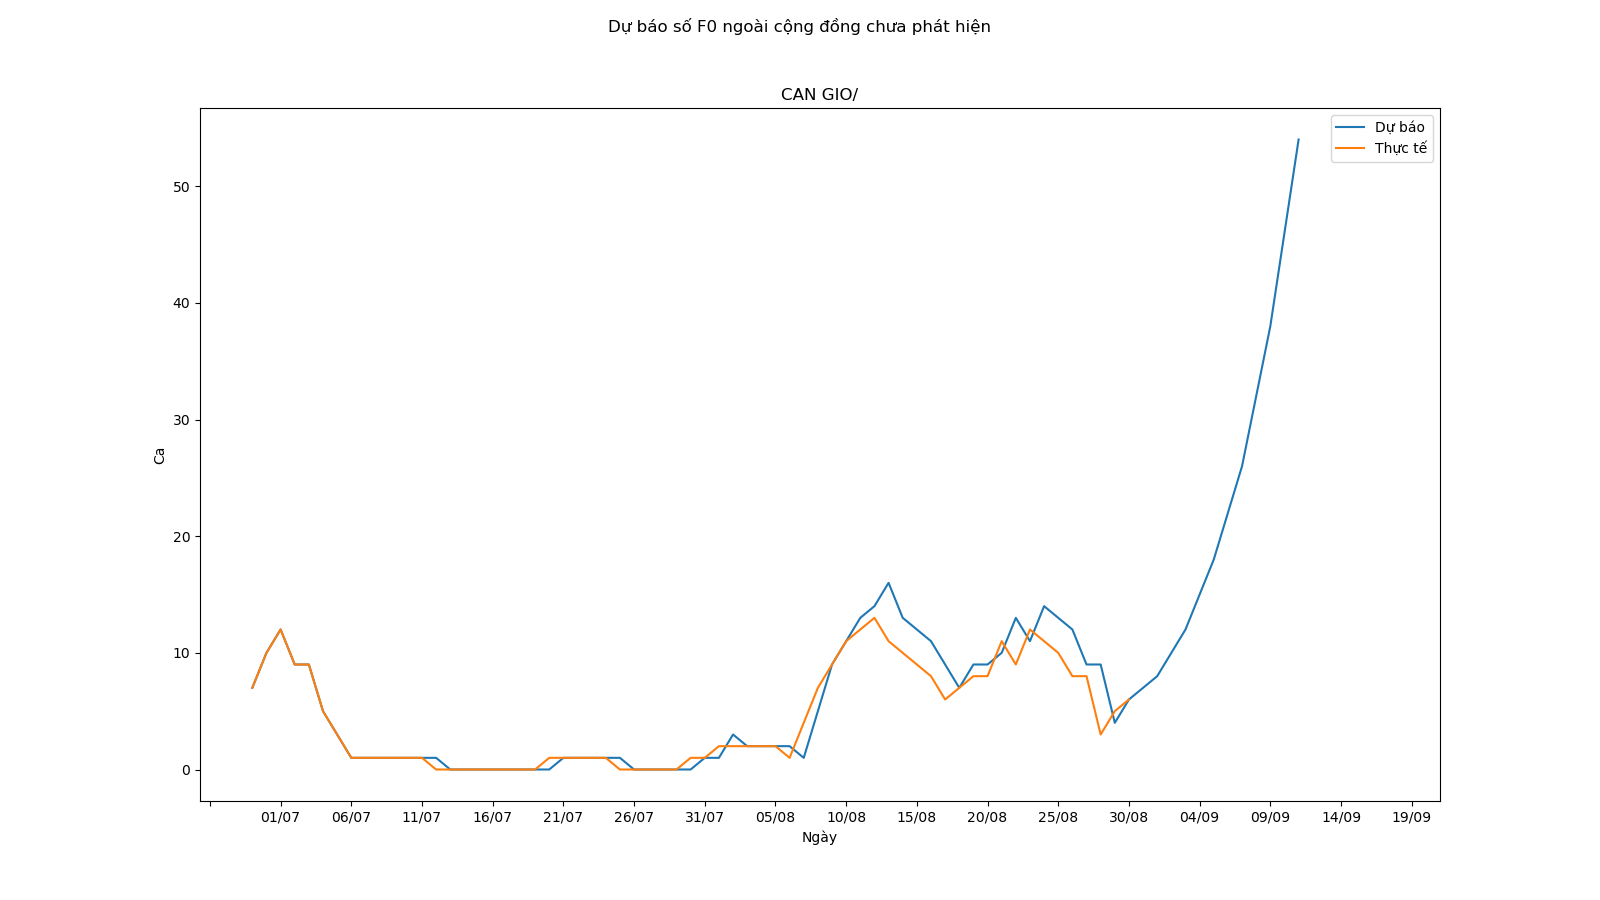 Dự báo số F0 ngoài cộng đồng chưa phát hiện
CAN GIO/
Dự báo
Thực tế
50
40
30
20
10
0
Ca
01/07 06/07 11/07 16/07 21/07 26/07 31/07 05/08 10/08 15/08 20/08 25/08 30/08 04/09 09/09 14/09 19/09
Ngày